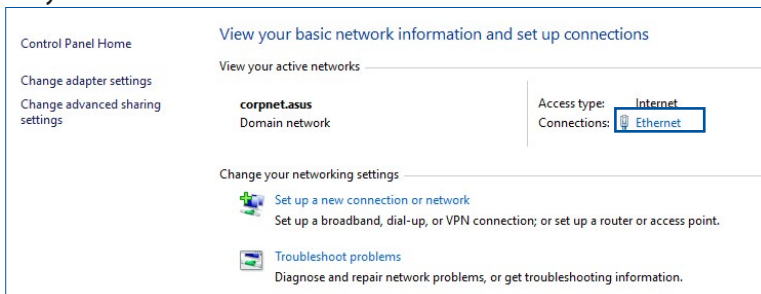 Control Panel Home
Change adapter settings
Change advanced sharing
settings
View your basic network information and set up connections
View your active networks
corpnet.asus
Domain network
Access type: Internet
Connections: Ethernet
Change your networking settings
Set up a new connection or network
Set up a broadband, dial-up, or VPN connection; or set up a router or access point.
Troubleshoot problems
Diagnose and repair network problems, or get troubleshooting information.